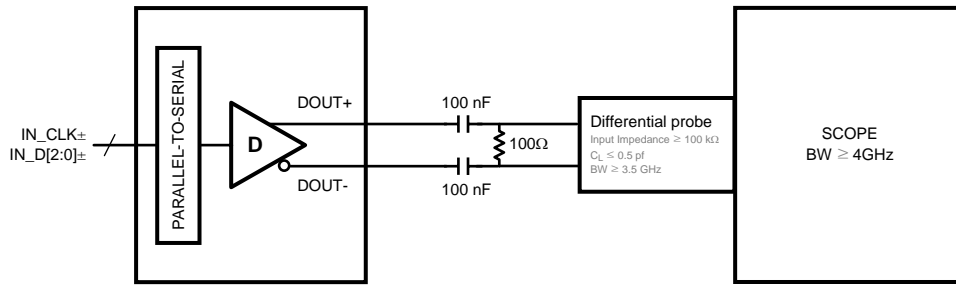 IN_CLK±
IN_D[2:0]±
PARALLEL-TO-SERIAL
D
DOUT+
DOUT-
100 nF
100 nF
100Ω
Differential probe
Input Impedance ≥ 100 kΩ
CL ≤ 0.5 pf
BW ≥ 3.5 GHz
SCOPE
BW ≥ 4GHz